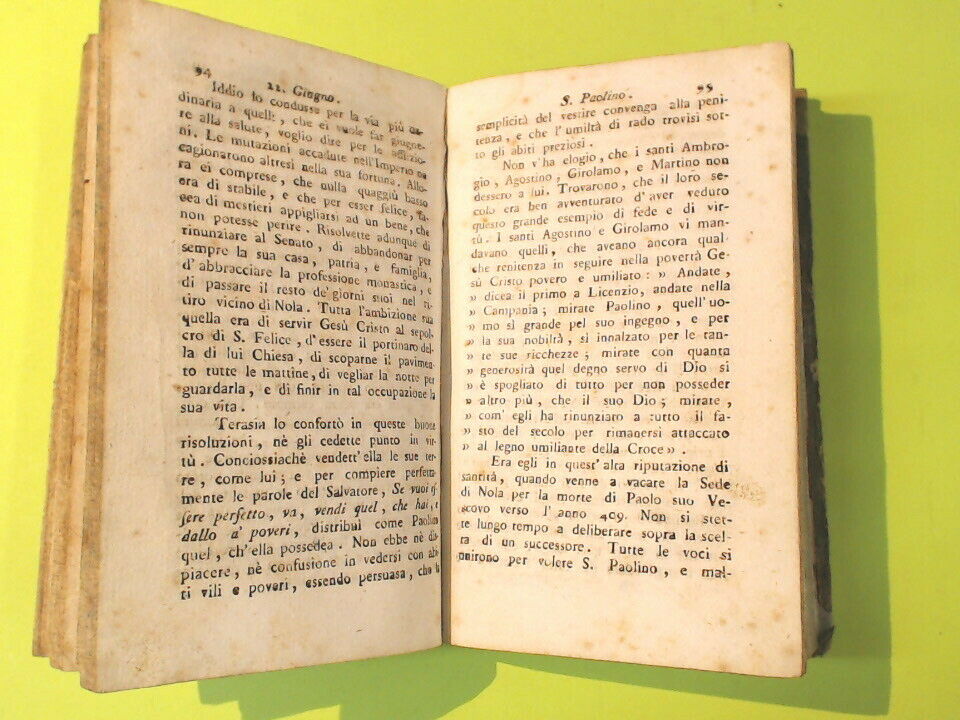 94
22. Giugno.
Iddio lo condusse per la via più or-
dinaria a quelli, che ei vuole far giugne-
re alla salute, voglio dire per le afflizio-
ni. Le mutazioni accadute nell'Imperio ne
cagionarono altresì nella sua fortuna. Allo-
ra ei comprese, che nulla quaggiù basso
era di stabile, e che per esser felice, fa-
cea di mestieri appigliarsi ad un bene, che
non potesse perire. Risolvette adunque di
rinunziare al Senato, di abbandonar per
sempre la sua casa, patria, e famiglia,
d'abbracciare la professione monastica, e
di passare il resto de' giorni suoi nel ri-
tiro vicino di Nola. Tutta l'ambizione sua
quella era di servir Gesù Cristo al sepol-
cro di S. Felice, d'essere il portinaro del-
la di lui Chiesa, di scoparne il pavimen-
to tutte le mattine, di vegliar la notte per
guardarla, e di finir in tal occupazione la
sua vita.
Terasia lo confortò in queste buone
risoluzioni, nè gli cedette punto in vir-
tù. Conciossiachè vendett'ella le sue ter-
re, come lui; e per compiere perfetta-
mente le parole del Salvatore, Se vuoi es-
sere perfetto, va, vendi quel, che hai, e
dallo a' poveri, distribuì come Paolino
quel, ch'ella possedea. Non ebbe nè dis-
piacere, nè confusione in vedersi con abi-
ti vili e poveri, essendo persuasa, che la
S. Paolino.
95
semplicità del vestire convenga alla peni-
tenza, e che l'umiltà di rado trovisi sot-
to gli abiti preziosi.
Non v'ha elogio, che i santi Ambro-
gio, Agostino, Girolamo, e Martino non
dessero a lui. Trovarono, che il loro se-
colo era ben avventurato d'aver veduto
questo grande esempio di fede e di vir-
tù. I santi Agostino e Girolamo vi man-
davano quelli, che aveano ancora qual-
che renitenza in seguire nella povertà Ge-
sù Cristo povero e umiliato: » Andate,
» dicea il primo a Licenzio, andate nella
» Campania; mirate Paolino, quell'uo-
» mo sì grande pel suo ingegno, e per
» la sua nobiltà, sì innalzato per le tan-
» te sue ricchezze; mirate con quanta
» generosità quel degno servo di Dio si
» è spogliato di tutto per non posseder
» altro più, che il suo Dio; mirate,
» com'egli ha rinunziato a tutto il fa-
» sto del secolo per rimanersi attaccato
» al legno umiliante della Croce ».
Era egli in quest'alta riputazione di
santità, quando venne a vacare la Sede
di Nola per la morte di Paolo suo Ve-
scovo verso l'anno 409. Non si stet-
te lungo tempo a deliberare sopra la scel-
ta di un successore. Tutte le voci si
unirono per volere S. Paolino, e mal-